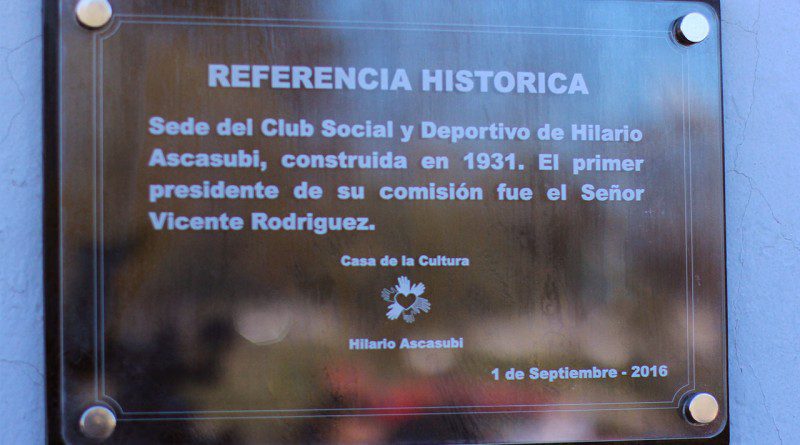 REFERENCIA HISTORICA
Sede del Club Social y Deportivo de Hilario
Ascasubi, construida en 1931. El primer
presidente de su comisión fue el Señor
Vicente Rodriguez.
Casa de la Cultura
Hilario Ascasubi
1 de Septiembre - 2016